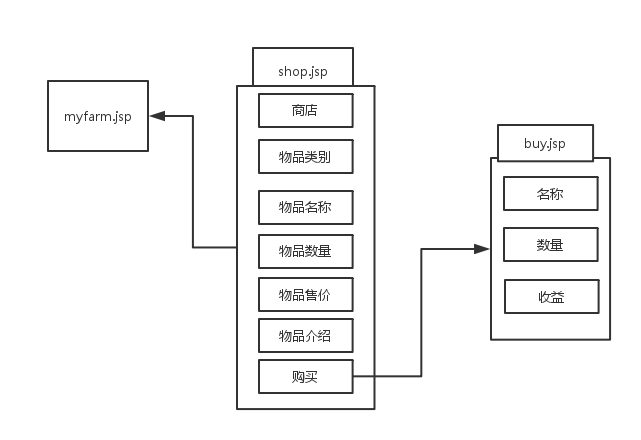 myfarm.jsp
shop.jsp
商店
物品类别
物品名称
物品数量
物品售价
物品介绍
购买
buy.jsp
名称
数量
收益